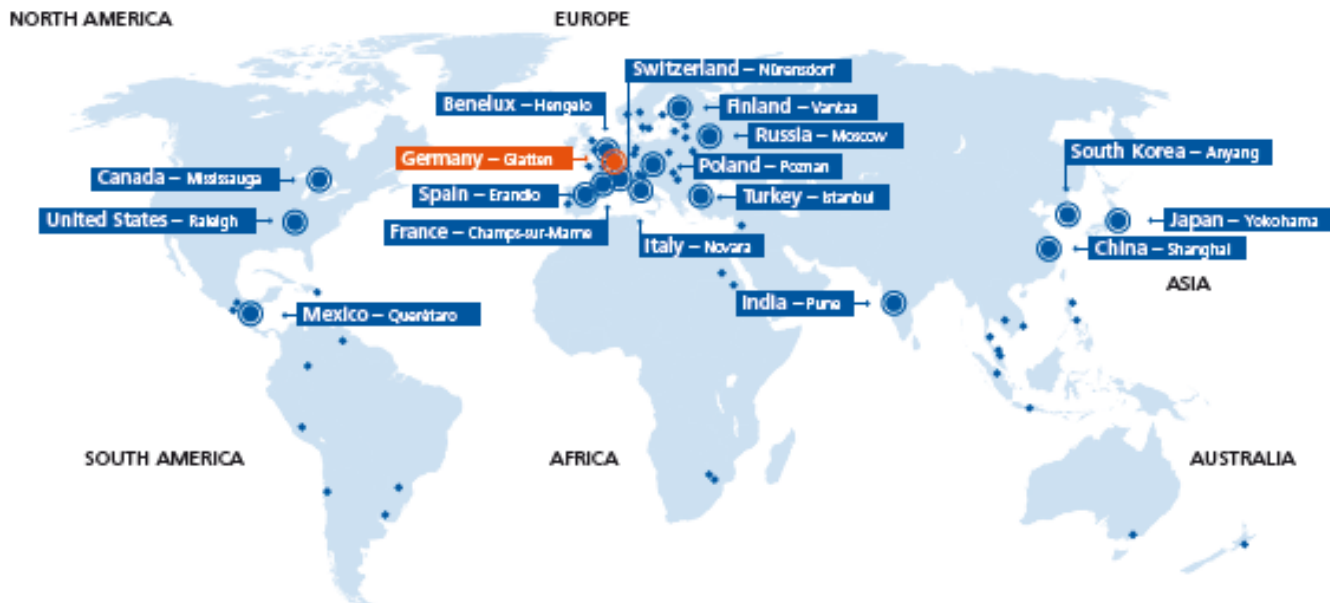 NORTH AMERICA
EUROPE
Switzerland – Nürensdorf
Benelux – Hengelo
Finland – Vantaa
Russia – Moscow
Germany – Glatten
South Korea – Anyang
Canada – Mississauga
Poland – Poznan
Spain – Erandio
Turkey – Istanbul
United States – Raleigh
Japan – Yokohama
France – Champs-sur-Marne
Italy – Novara
China – Shanghai
ASIA
India – Pune
Mexico – Querétaro
SOUTH AMERICA
AFRICA
AUSTRALIA